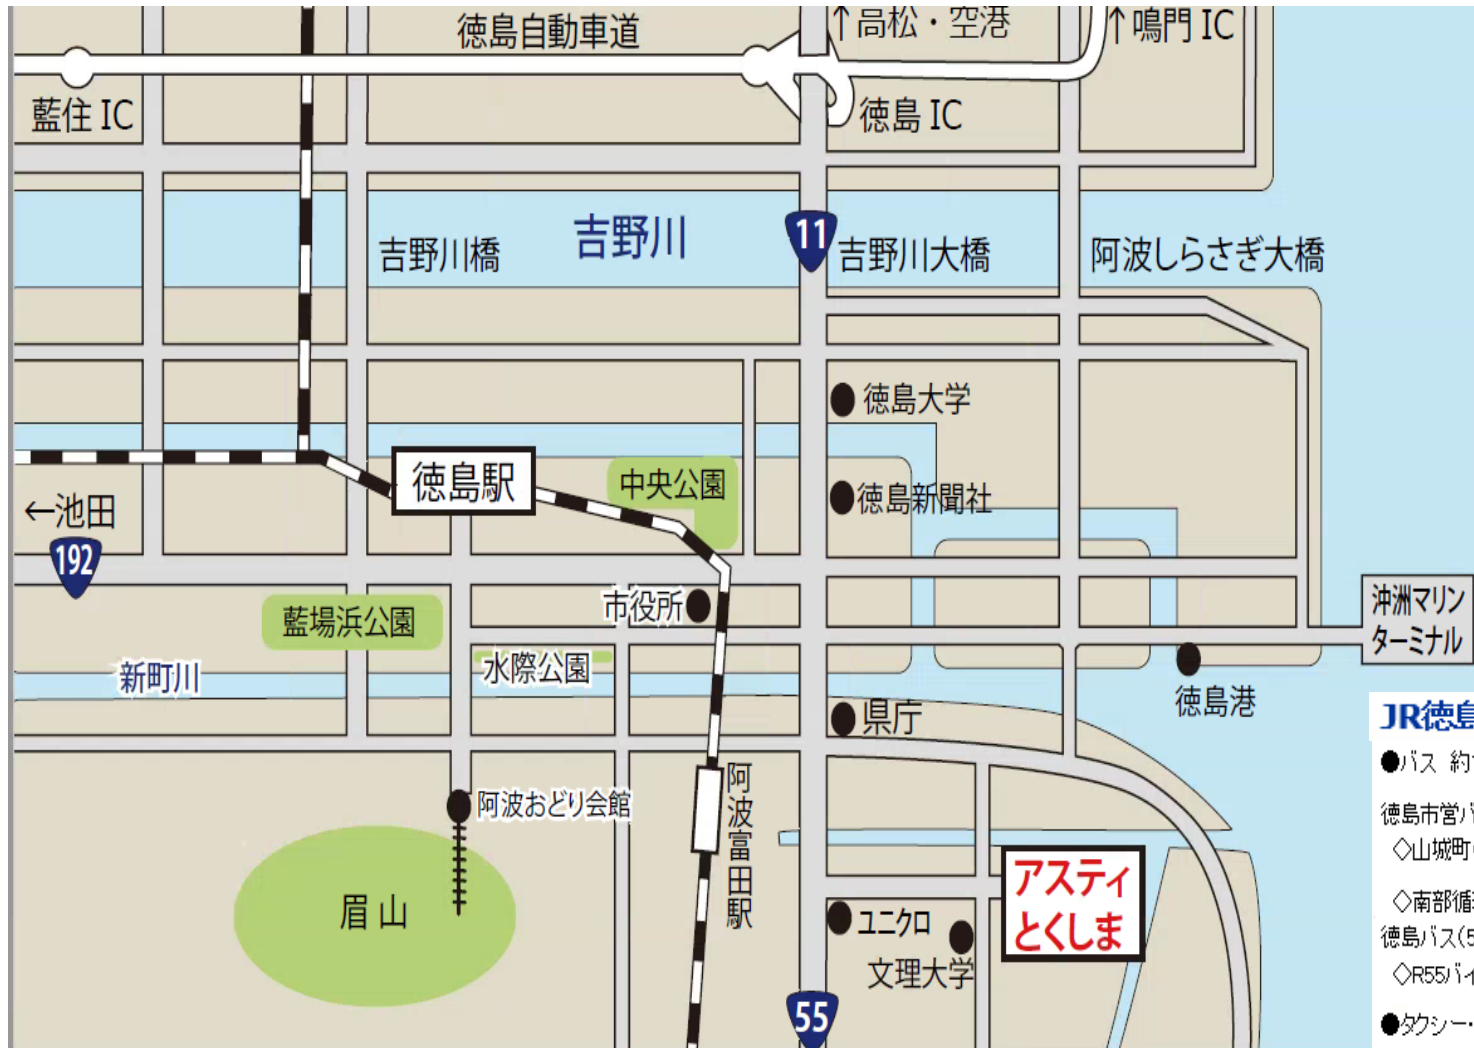 徳島自動車道
↑高松・空港
↑鳴門 IC
藍住 IC
徳島 IC
吉野川橋
吉野川
11
吉野川大橋
阿波しらさぎ大橋
徳島大学
徳島駅
中央公園
徳島新聞社
←池田
192
藍場浜公園
市役所
沖洲マリン
ターミナル
新町川
水際公園
徳島港
県庁
JR徳島
●バス 約
阿波おどり会館
阿波富田駅
徳島市営バ
◇山城町
アスティ
とくしま
眉山
◇南部循
ユニクロ
徳島バス(5
文理大学
◇R55バイ
55
●タクシー・